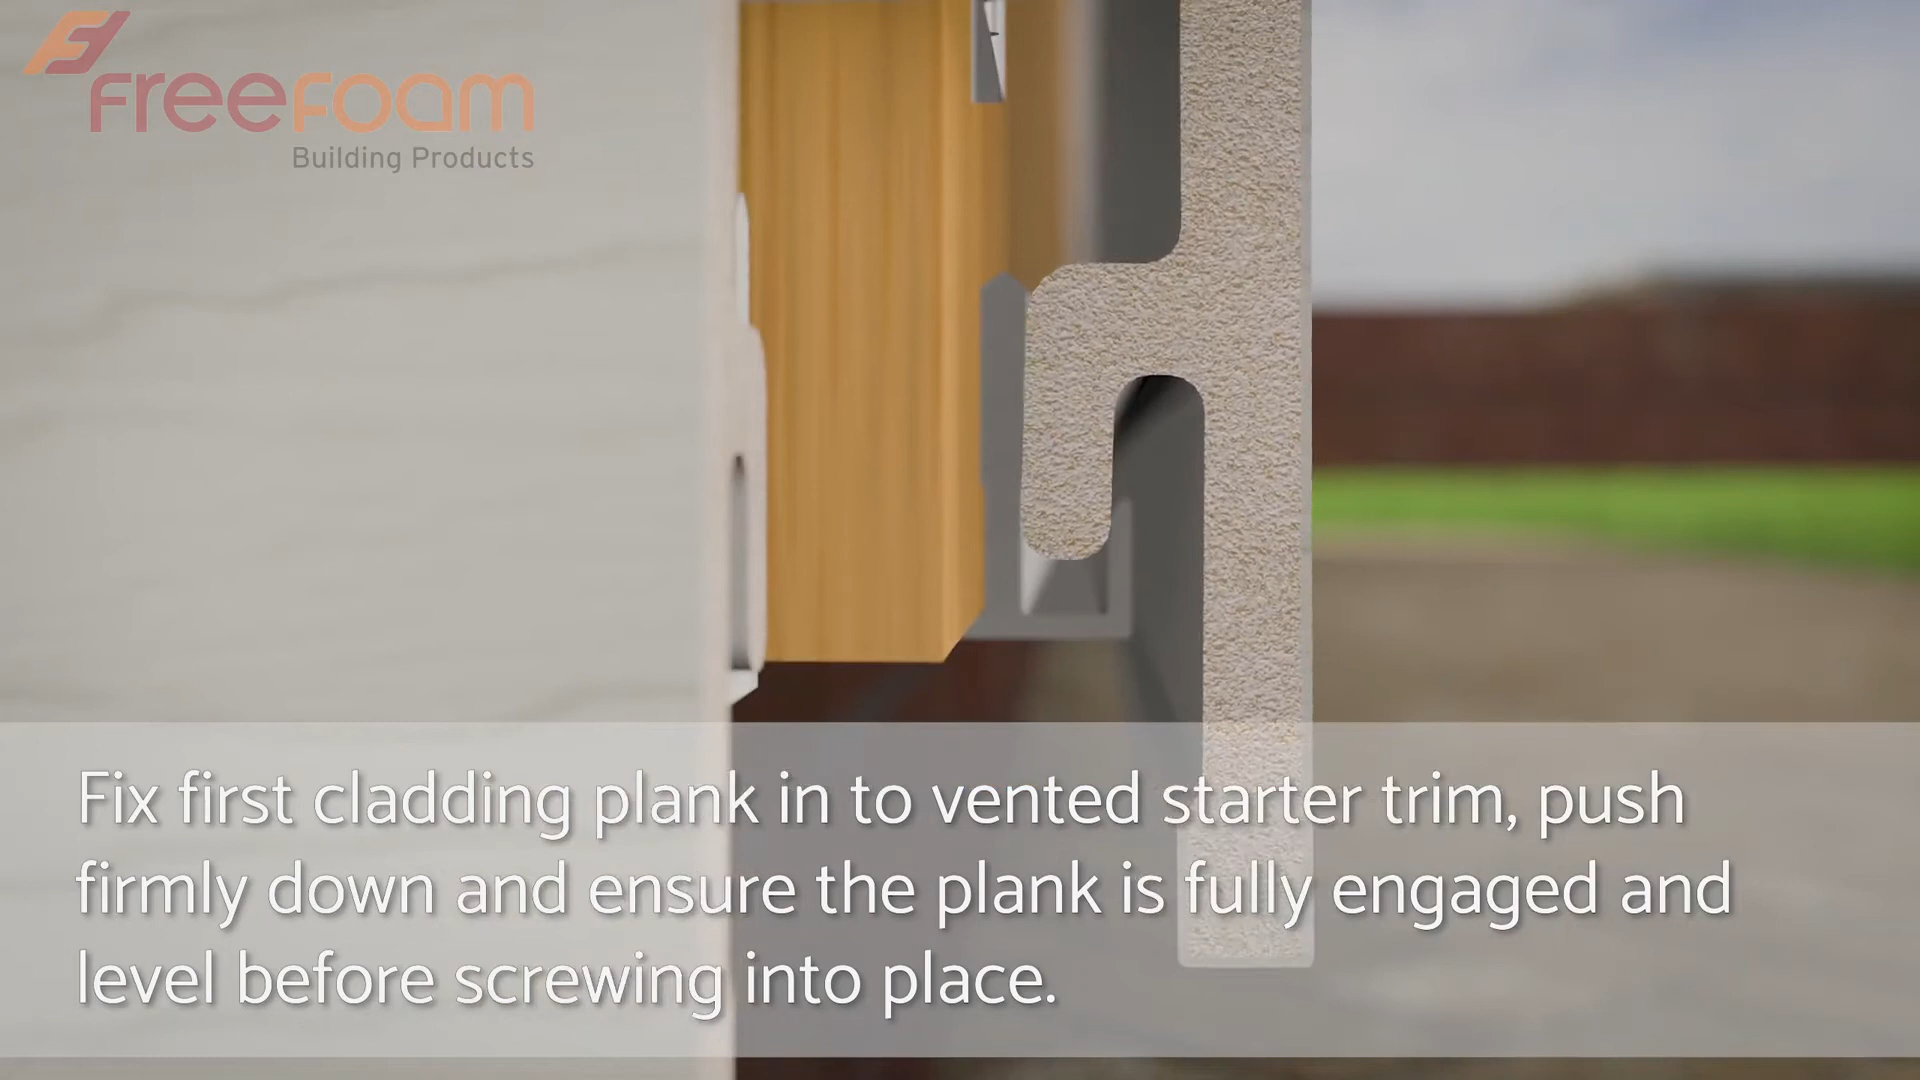 freefoam
Building Products
Fix first cladding plank in to vented starter trim, push
firmly down and ensure the plank is fully engaged and
level before screwing into place.